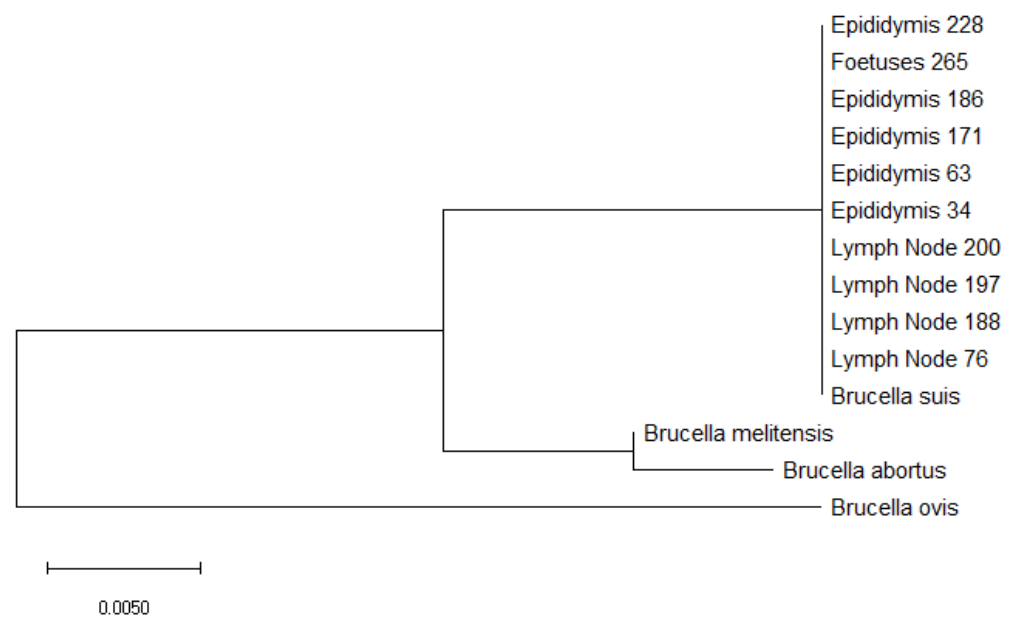 Epididymis 228
Foetuses 265
Epididymis 186
Epididymis 171
Epididymis 63
Epididymis 34
Lymph Node 200
Lymph Node 197
Lymph Node 188
Lymph Node 76
Brucella suis
Brucella melitensis
Brucella abortus
Brucella ovis
0.0050